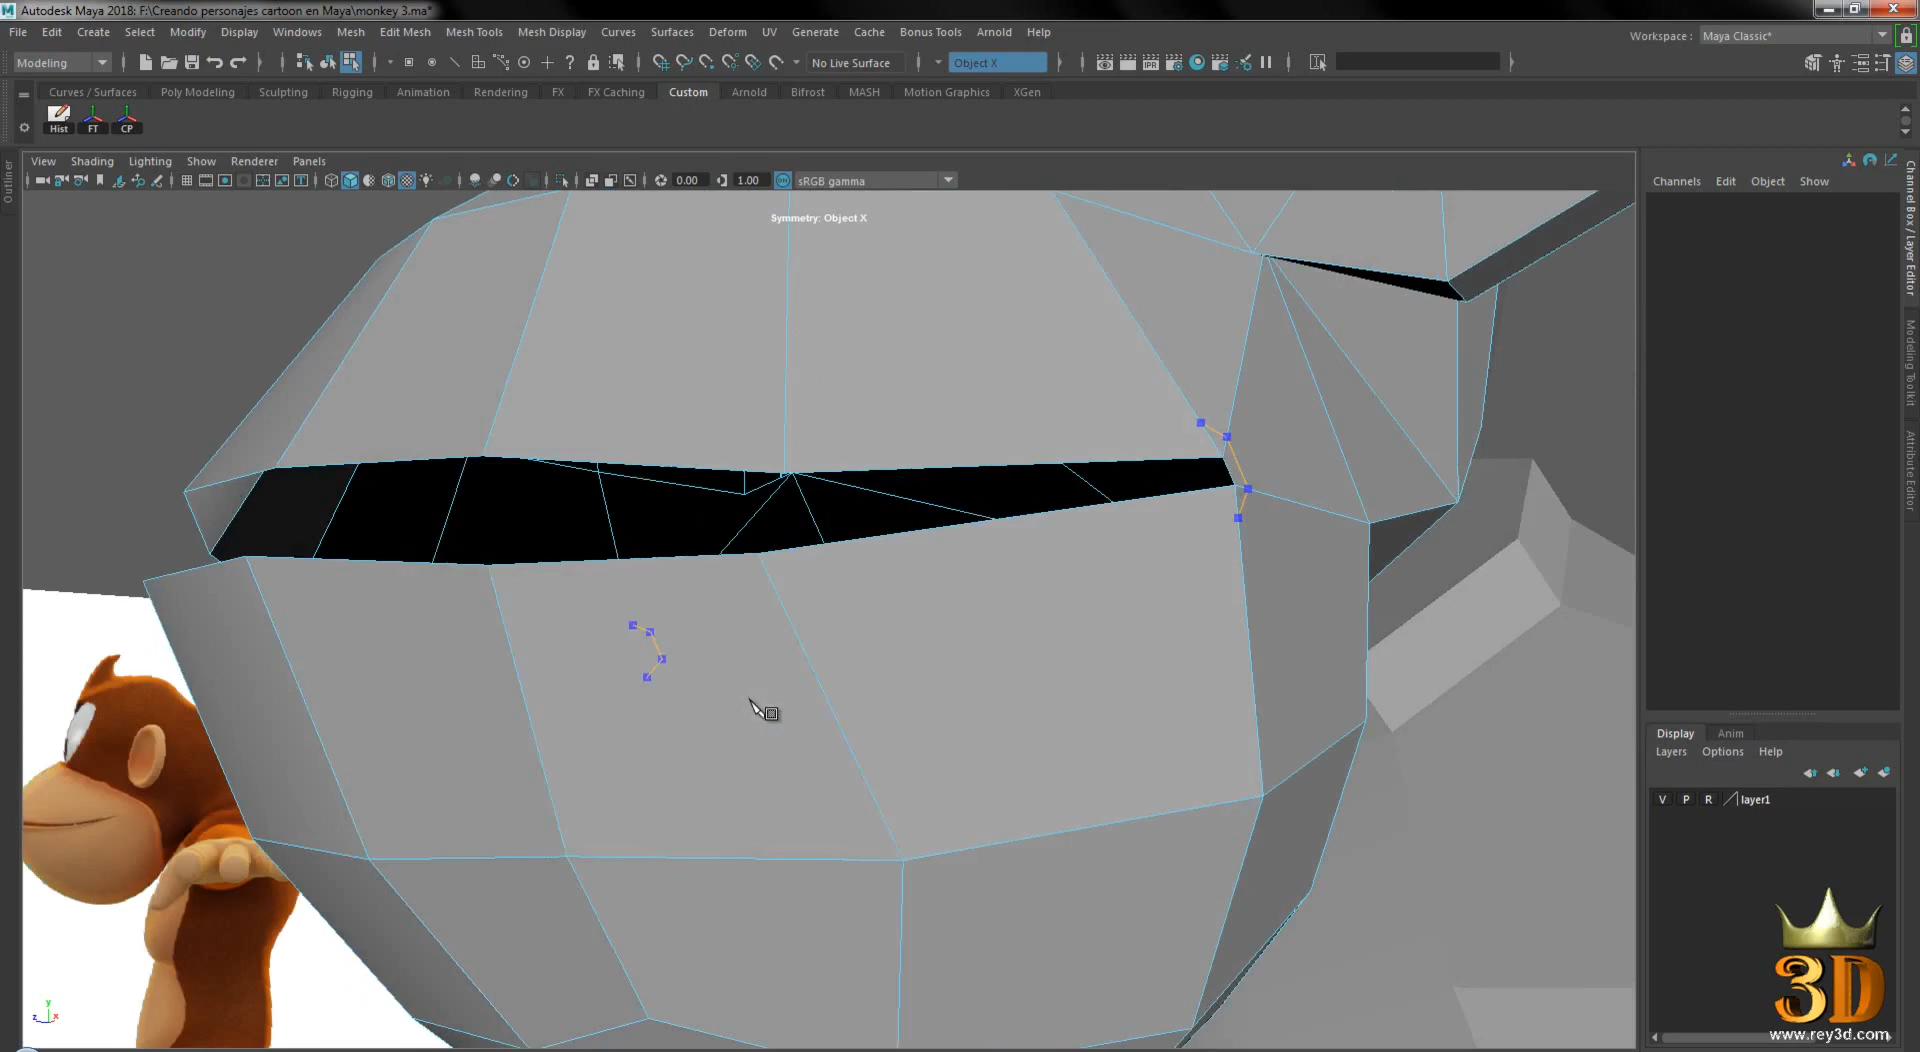 Autodesk Maya 2018: F:\Creando personajes cartoon en Maya\monkey 3.ma*
File Edit Create Select Modify Display Windows Mesh Edit Mesh Mesh Tools Mesh Display Curves Surfaces Deform UV Generate Cache Bonus Tools Arnold Help
Workspace : Maya Classic*
Modeling No Live Surface Object X
Curves / Surfaces Poly Modeling Sculpting Rigging Animation Rendering FX FX Caching Custom Arnold Bifrost MASH Motion Graphics XGen
Hist FT CP
View Shading Lighting Show Renderer Panels
0.00 1.00 sRGB gamma
Symmetry: Object X
Outliner
Channels Edit Object Show
Channel Box / Layer Editor
Modeling Toolkit
Attribute Editor
Display Anim
Layers Options Help
V P R layer1
y
z x
3D
www.rey3d.com